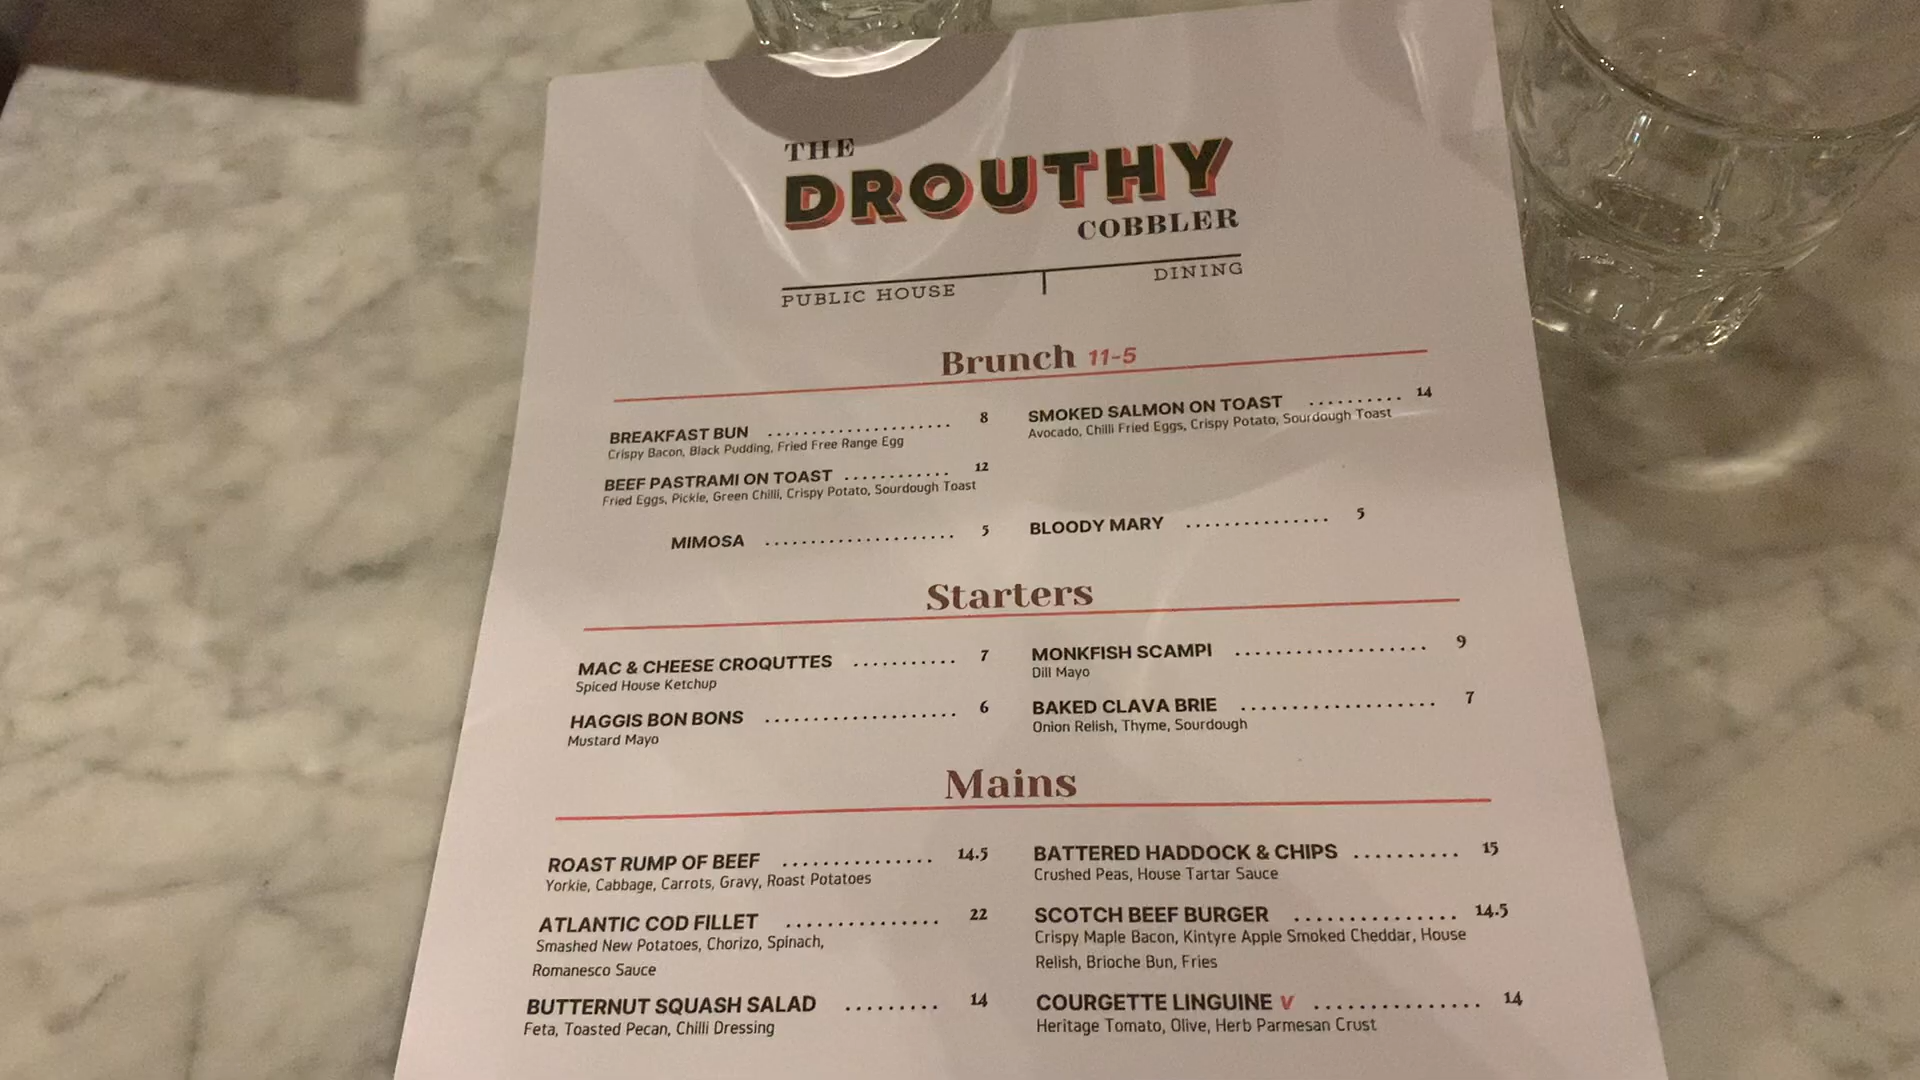 THE
DROUTHY
COBBLER
PUBLIC HOUSE
DINING
Brunch 11-5
BREAKFAST BUN ..................... 8
Crispy Bacon, Black Pudding, Fried Free Range Egg
BEEF PASTRAMI ON TOAST ............ 12
Fried Eggs, Pickle, Green Chilli, Crispy Potato, Sourdough Toast
SMOKED SALMON ON TOAST .......... 14
Avocado, Chilli Fried Eggs, Crispy Potato, Sourdough Toast
MIMOSA ..................... 5
BLOODY MARY ............... 5
Starters
MAC & CHEESE CROQUTTES ........... 7
Spiced House Ketchup
HAGGIS BON BONS .................... 6
Mustard Mayo
MONKFISH SCAMPI ................... 9
Dill Mayo
BAKED CLAVA BRIE ................... 7
Onion Relish, Thyme, Sourdough
Mains
ROAST RUMP OF BEEF ............... 14.5
Yorkie, Cabbage, Carrots, Gravy, Roast Potatoes
ATLANTIC COD FILLET ............... 22
Smashed New Potatoes, Chorizo, Spinach,
Romanesco Sauce
BUTTERNUT SQUASH SALAD ......... 14
Feta, Toasted Pecan, Chilli Dressing
BATTERED HADDOCK & CHIPS .......... 15
Crushed Peas, House Tartar Sauce
SCOTCH BEEF BURGER ............... 14.5
Crispy Maple Bacon, Kintyre Apple Smoked Cheddar, House
Relish, Brioche Bun, Fries
COURGETTE LINGUINE V ............... 14
Heritage Tomato, Olive, Herb Parmesan Crust